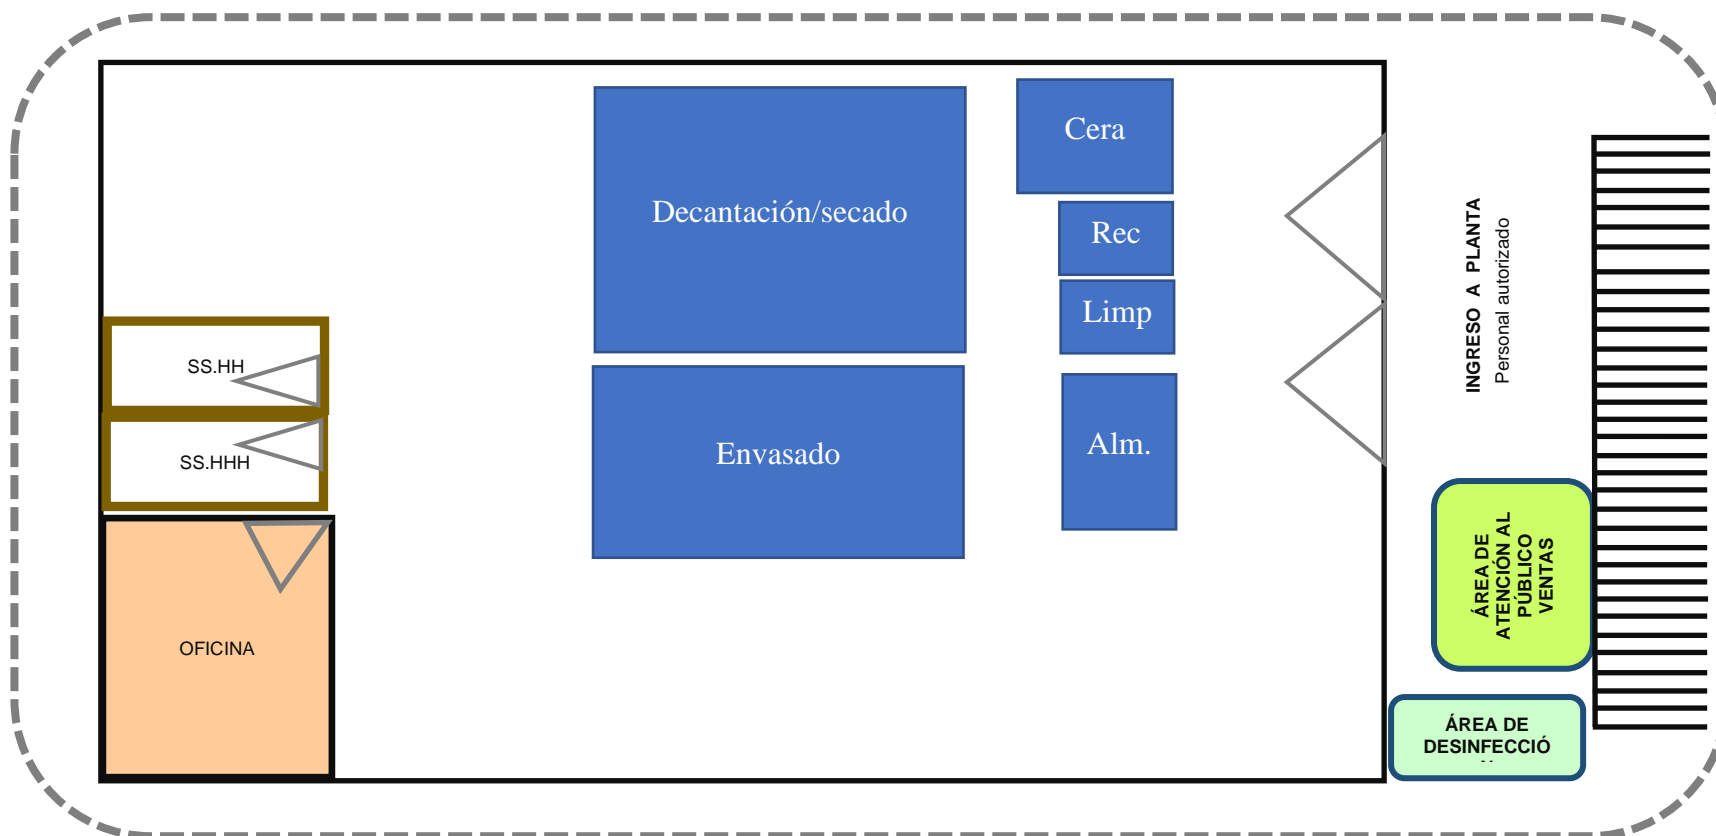 Cera
Decantación/secado
Rec
Limp
INGRESO A PLANTA
Personal autorizado
SS.HH
SS.HHH
Envasado
Alm.
ÁREA DE
ATENCIÓN AL
PÚBLICO
VENTAS
OFICINA
ÁREA DE
DESINFECCIÓ